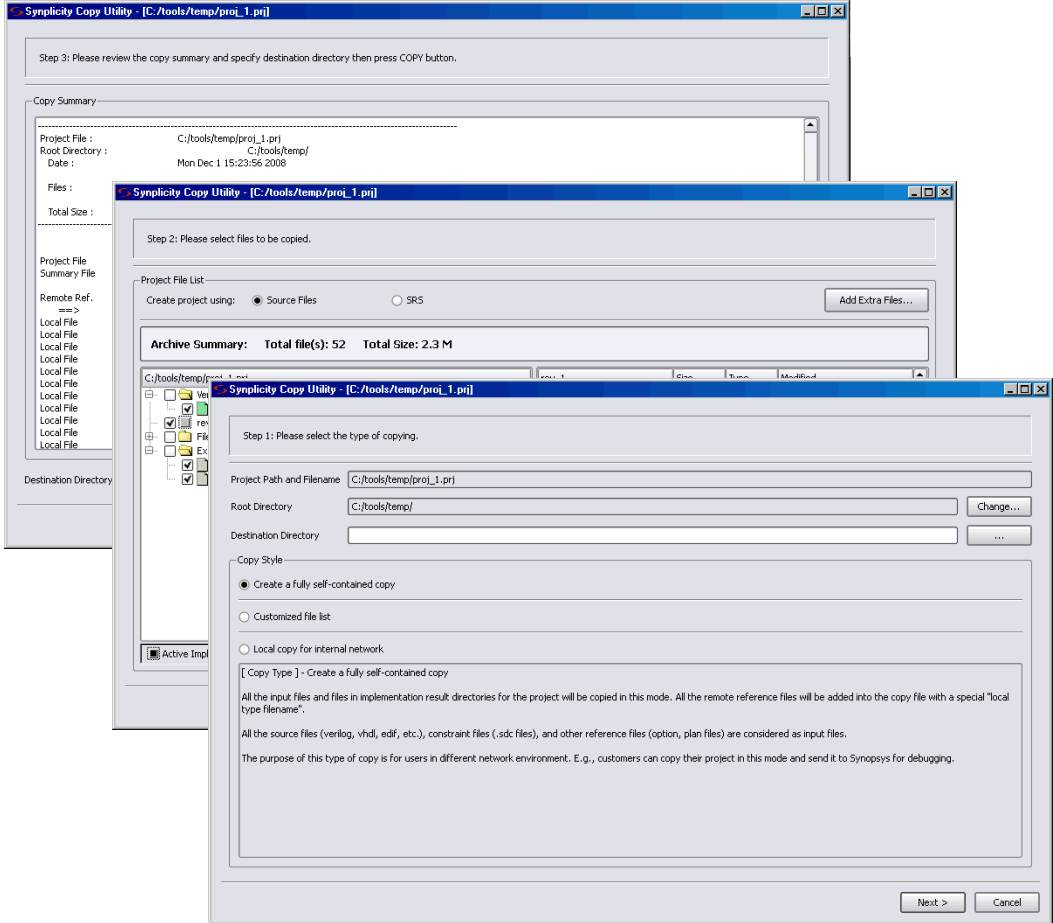 Synplicity Copy Utility - [C:/tools/temp/proj_1.prj]
Step 3: Please review the copy summary and specify destination directory then press COPY button.
Copy Summary
--------------------------------------------------------------------------------
Project File : C:/tools/temp/proj_1.prj
Root Directory : C:/tools/temp/
Date : Mon Dec 1 15:23:56 2008
Files :
Total Size :
Project File
Summary File
Remote Ref.
==>
Local File
Local File
Local File
Local File
Local File
Local File
Local File
Local File
Local File
Local File
Local File
Destination Directory
Synplicity Copy Utility - [C:/tools/temp/proj_1.prj]
Step 2: Please select files to be copied.
Project File List
Create project using: Source Files SRS
Add Extra Files...
Archive Summary: Total file(s): 52 Total Size: 2.3 M
C:/tools/temp/proj_1.prj rev_1 Size Type Modified
Ve
rev
File
Ex
Active Impl
Synplicity Copy Utility - [C:/tools/temp/proj_1.prj]
Step 1: Please select the type of copying.
Project Path and Filename C:/tools/temp/proj_1.prj
Root Directory C:/tools/temp/ Change...
Destination Directory ...
Copy Style
Create a fully self-contained copy
Customized file list
Local copy for internal network
[ Copy Type ] - Create a fully self-contained copy
All the input files and files in implementation result directories for the project will be copied in this mode. All the remote reference files will be added into the copy file with a special "local
type filename".
All the source files (verilog, vhdl, edif, etc.), constraint files (.sdc files), and other reference files (option, plan files) are considered as input files.
The purpose of this type of copy is for users in different network environment. E.g., customers can copy their project in this mode and send it to Synopsys for debugging.
Next > Cancel